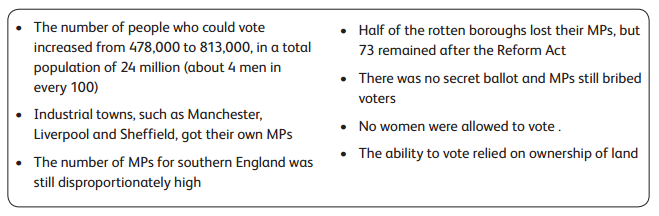 • The number of people who could vote
increased from 478,000 to 813,000, in a total
population of 24 million (about 4 men in
every 100)
• Industrial towns, such as Manchester,
Liverpool and Sheffield, got their own MPs
• The number of MPs for southern England was
still disproportionately high
• Half of the rotten boroughs lost their MPs, but
73 remained after the Reform Act
• There was no secret ballot and MPs still bribed
voters
• No women were allowed to vote .
• The ability to vote relied on ownership of land